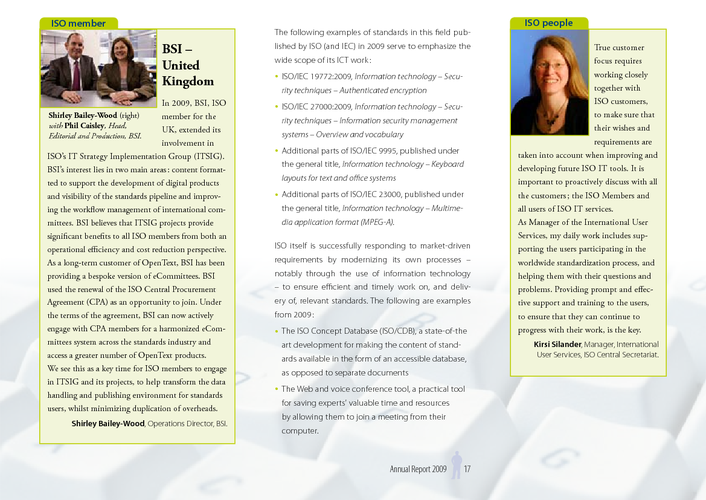 ISO member
BSI –
United
Kingdom
In 2009, BSI, ISO
member for the
UK, extended its
involvement in
Shirley Bailey-Wood (right)
with Phil Caisley, Head,
Editorial and Production, BSI.
ISO's IT Strategy Implementation Group (ITSIG).
BSI's interest lies in two main areas : content format-
ted to support the development of digital products
and visibility of the standards pipeline and improv-
ing the workflow management of international com-
mittees. BSI believes that ITSIG projects provide
significant benefits to all ISO members from both an
operational efficiency and cost reduction perspective.
As a long-term customer of OpenText, BSI has been
providing a bespoke version of eCommittees. BSI
used the renewal of the ISO Central Procurement
Agreement (CPA) as an opportunity to join. Under
the terms of the agreement, BSI can now actively
engage with CPA members for a harmonized eCom-
mittees system across the standards industry and
access a greater number of OpenText products.
We see this as a key time for ISO members to engage
in ITSIG and its projects, to help transform the data
handling and publishing environment for standards
users, whilst minimizing duplication of overheads.
Shirley Bailey-Wood, Operations Director, BSI.
The following examples of standards in this field pub-
lished by ISO (and IEC) in 2009 serve to emphasize the
wide scope of its ICT work :
• ISO/IEC 19772:2009, Information technology – Secu-
rity techniques – Authenticated encryption
• ISO/IEC 27000:2009, Information technology – Secu-
rity techniques – Information security management
systems – Overview and vocabulary
• Additional parts of ISO/IEC 9995, published under
the general title, Information technology – Keyboard
layouts for text and office systems
• Additional parts of ISO/IEC 23000, published under
the general title, Information technology – Multime-
dia application format (MPEG-A).
ISO itself is successfully responding to market-driven
requirements by modernizing its own processes –
notably through the use of information technology
– to ensure efficient and timely work on, and deliv-
ery of, relevant standards. The following are examples
from 2009 :
• The ISO Concept Database (ISO/CDB), a state-of-the
art development for making the content of stand-
ards available in the form of an accessible database,
as opposed to separate documents
• The Web and voice conference tool, a practical tool
for saving experts' valuable time and resources
by allowing them to join a meeting from their
computer.
ISO people
True customer
focus requires
working closely
together with
ISO customers,
to make sure that
their wishes and
requirements are
taken into account when improving and
developing future ISO IT tools. It is
important to proactively discuss with all
the customers ; the ISO Members and
all users of ISO IT services.
As Manager of the International User
Services, my daily work includes sup-
porting the users participating in the
worldwide standardization process, and
helping them with their questions and
problems. Providing prompt and effec-
tive support and training to the users,
to ensure that they can continue to
progress with their work, is the key.
Kirsi Silander, Manager, International
User Services, ISO Central Secretariat.
Annual Report 2009 17